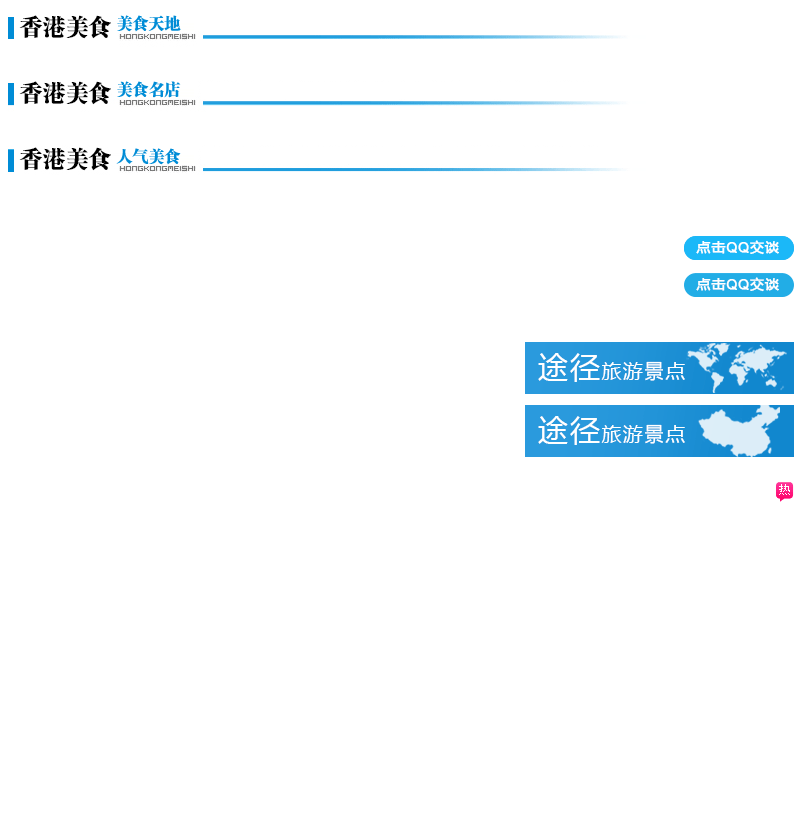 香港美食 美食天地
HONGKONGMEISHI
香港美食 美食名店
HONGKONGMEISHI
香港美食 人气美食
HONGKONGMEISHI
点击QQ交谈
点击QQ交谈
途径旅游景点
途径旅游景点
热